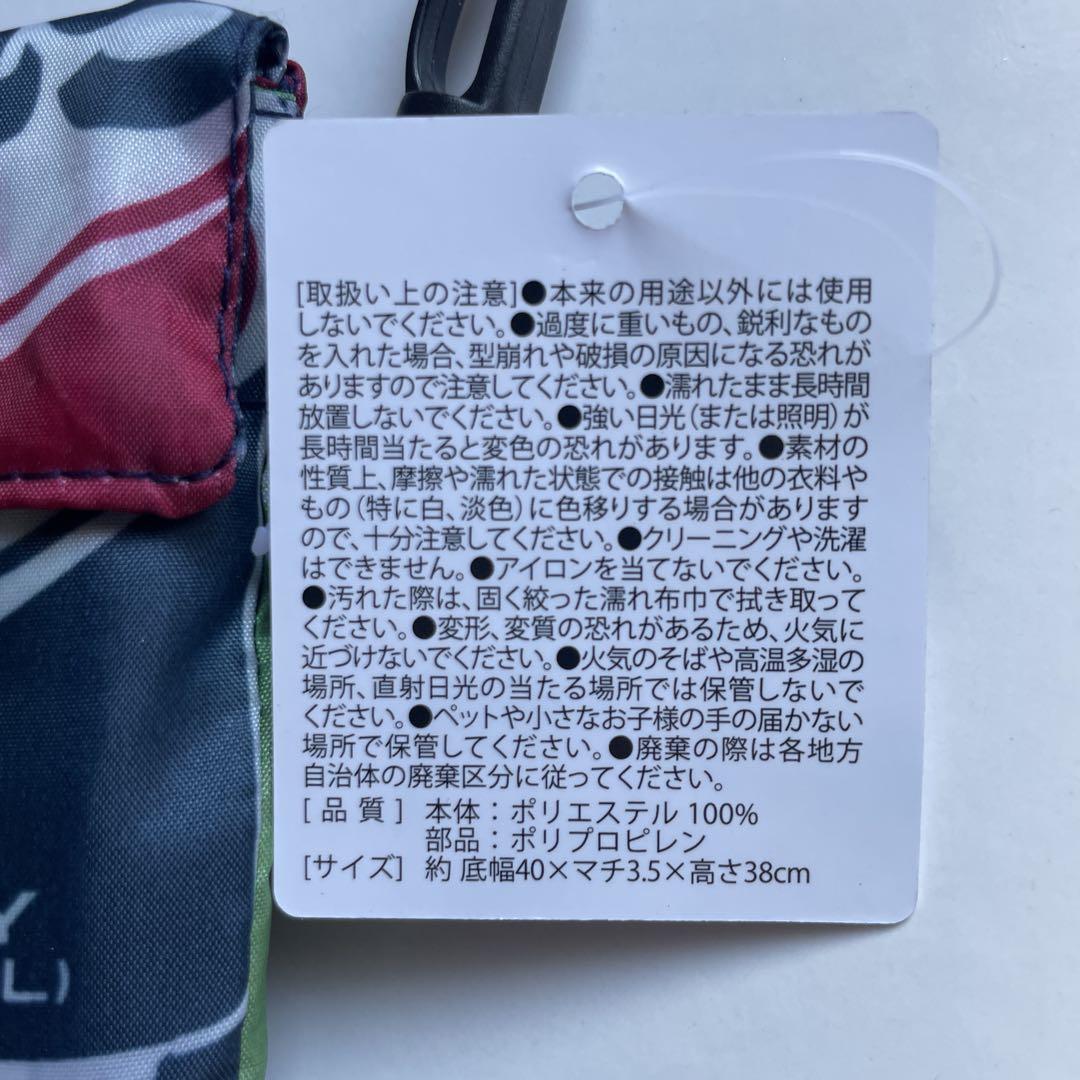 [取扱い上の注意]●本来の用途以外には使用
しないでください。●過度に重いもの、鋭利なもの
を入れた場合、型崩れや破損の原因になる恐れが
ありますので注意してください。●濡れたまま長時間
放置しないでください。●強い日光(または照明)が
長時間当たると変色の恐れがあります。●素材の
性質上、摩擦や濡れた状態での接触は他の衣料や
もの(特に白、淡色)に色移りする場合があります
ので、十分注意してください。●クリーニングや洗濯
はできません。●アイロンを当てないでください。
●汚れた際は、固く絞った濡れ布巾で拭き取って
ください。●変形、変質の恐れがあるため、火気に
近づけないでください。●火気のそばや高温多湿の
場所、直射日光の当たる場所では保管しないで
ください。●ペットや小さなお子様の手の届かない
場所で保管してください。●廃棄の際は各地方
自治体の廃棄区分に従ってください。
[品質] 本体:ポリエステル 100%
部品:ポリプロピレン
[サイズ] 約 底幅40×マチ3.5×高さ38cm
Y
L)